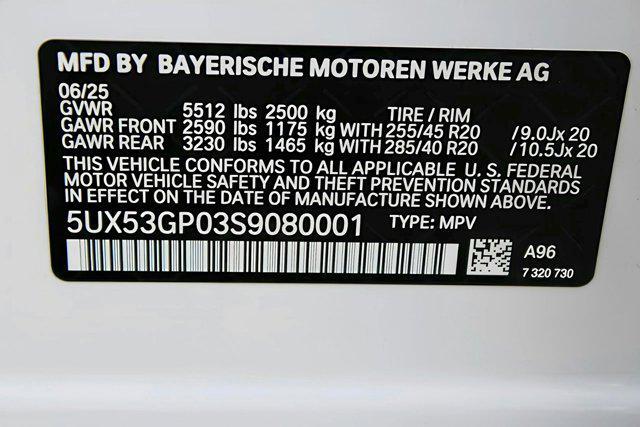 MFD BY BAYERISCHE MOTOREN WERKE AG
06/25
GVWR 5512 lbs 2500 kg TIRE / RIM
GAWR FRONT 2590 lbs 1175 kg WITH 255/45 R20 /9.0Jx 20
GAWR REAR 3230 lbs 1465 kg WITH 285/40 R20 /10.5Jx 20
THIS VEHICLE CONFORMS TO ALL APPLICABLE U. S. FEDERAL
MOTOR VEHICLE SAFETY AND THEFT PREVENTION STANDARDS
IN EFFECT ON THE DATE OF MANUFACTURE SHOWN ABOVE.
5UX53GP03S9080001 TYPE: MPV
A96
7 320 730